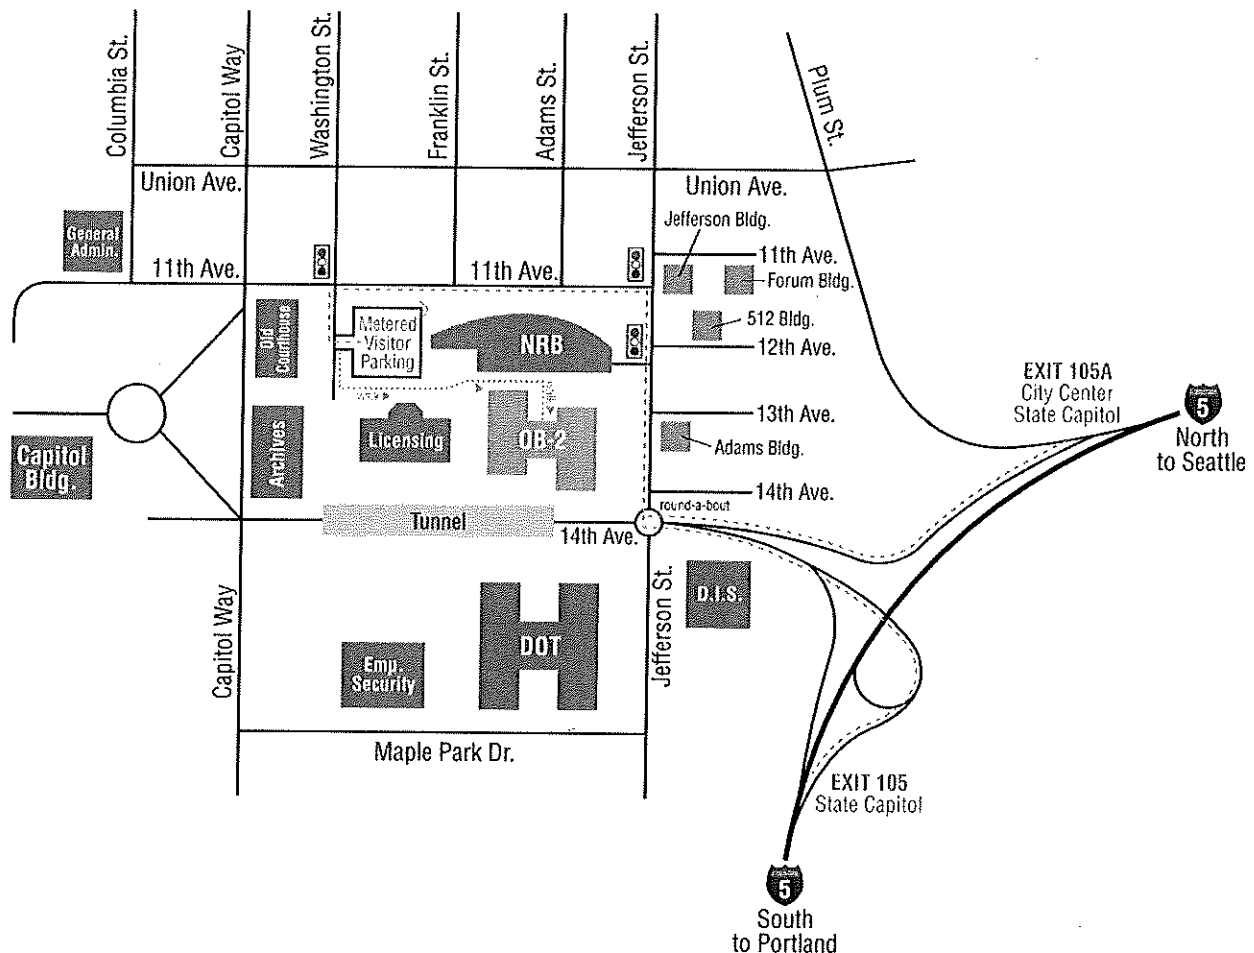 Columbia St.
Capitol Way
Washington St.
Franklin St.
Adams St.
Jefferson St.
Plum St.
Union Ave.
Union Ave.
General
Admin.
Jefferson Bldg.
11th Ave.
11th Ave.
11th Ave.
Forum Bldg.
512 Bldg.
12th Ave.
Old
Courthouse
Metered
Visitor
Parking
NRB
EXIT 105A
City Center
State Capitol
5
North
to Seattle
13th Ave.
Adams Bldg.
Capitol
Bldg.
Archives
Licensing
OB-2
14th Ave.
round-a-bout
Tunnel
14th Ave.
D.I.S.
Capitol Way
Jefferson St.
DOT
Emp.
Security
Maple Park Dr.
EXIT 105
State Capitol
5
South
to Portland